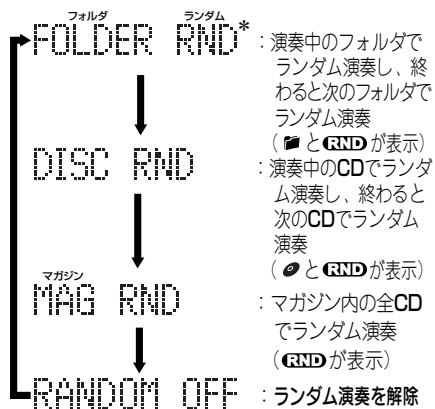 フォルダ ランダム
FOLDER RND*
：演奏中のフォルダで
ランダム演奏し、終
わると次のフォルダで
ランダム演奏
（ と RND が表示）
DISC RND
：演奏中のCDでランダ
ム演奏し、終わると
次のCDでランダム
演奏
（ と RND が表示）
マガジン
MAG RND
：マガジン内の全CD
でランダム演奏
（RND が表示）
RANDOM OFF
：ランダム演奏を解除